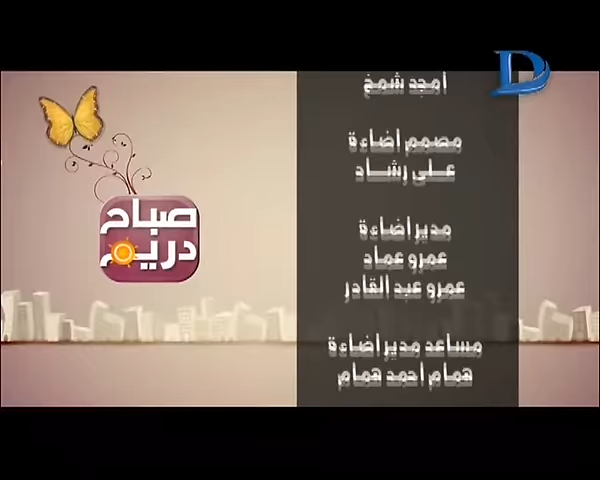 D
امجد شمخ
مصمم اضاءة
على رشاد
صباح
دريم
مدير اضاءة
عمرو عماد
عمرو عبد القادر
مساعد مدير اضاءة
همام احمد همام